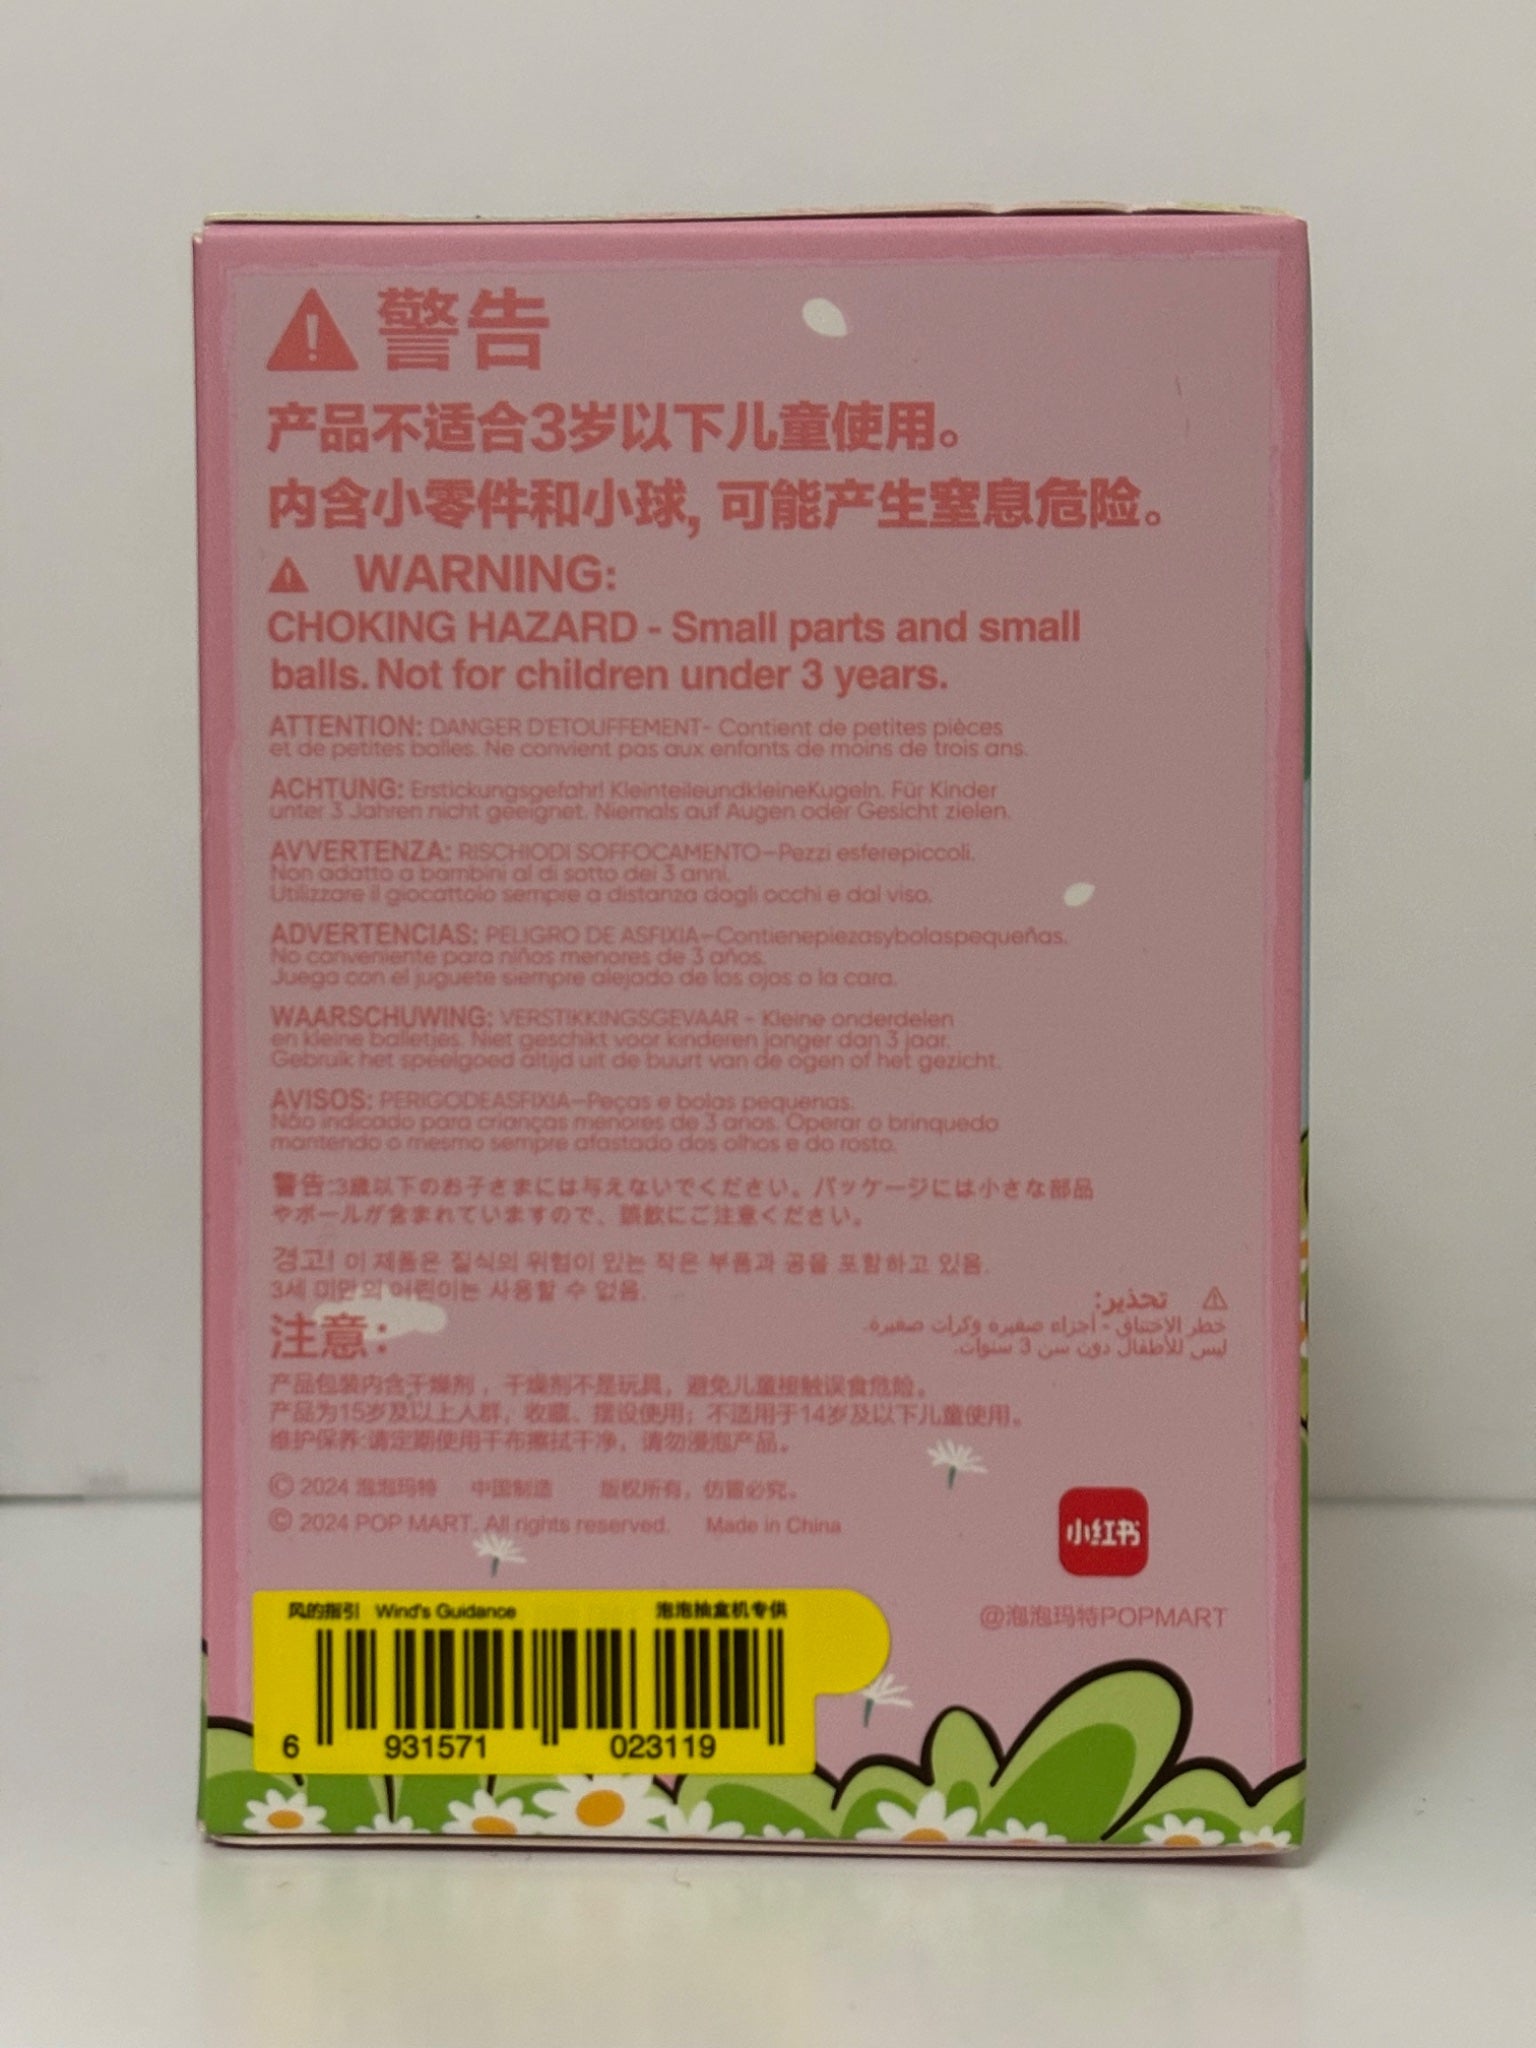 警告
产品不适合3岁以下儿童使用。
内含小零件和小球, 可能产生窒息危险。
WARNING:
CHOKING HAZARD - Small parts and small
balls. Not for children under 3 years.
ATTENTION: DANGER D'ETOUFFEMENT- Contient de petites pièces
et de petites balles. Ne convient pas aux enfants de moins de trois ans.
ACHTUNG: Erstickungsgefahr! KleinteileundkleineKugeln. Für Kinder
unter 3 Jahren nicht geeignet. Niemals auf Augen oder Gesicht zielen.
AVVERTENZA: RISCHIODI SOFFOCAMENTO-Pezzi esferepiccoli.
Non adatto a bambini al di sotto dei 3 anni.
Utilizzare il giocattolo sempre a distanza dagli occhi e dal viso.
ADVERTENCIAS: PELIGRO DE ASFIXIA-Contienepiezasybolaspequeñas.
No conveniente para niños menores de 3 años.
Juega con el juguete siempre alejado de los ojos o la cara.
WAARSCHUWING: VERSTIKKINGSGEVAAR - Kleine onderdelen
en kleine balletjes. Niet geschikt voor kinderen jonger dan 3 jaar.
Gebruik het speelgoed altijd uit de buurt van de ogen of het gezicht.
AVISOS: PERIGODEASFIXIA-Peças e bolas pequenas.
Não indicado para crianças menores de 3 anos. Operar o brinquedo
mantendo o mesmo sempre afastado dos olhos e do rosto.
警告:3歳以下のお子さまには与えないでください。パッケージには小さな部品
やボールが含まれていますので、誤飲にご注意ください。
경고! 이 제품은 질식의 위험이 있는 작은 부품과 공을 포함하고 있음.
3세 미만의 어린이는 사용할 수 없음.
تحذير:
خطر الاختناق - أجزاء صغيرة وكرات صغيرة.
ليس للأطفال دون سن 3 سنوات.
注意:
产品包装内含干燥剂，干燥剂不是玩具，避免儿童接触误食危险。
产品为15岁及以上人群，收藏、摆设使用；不适用于14岁及以下儿童使用。
维护保养:请定期使用干布擦拭干净，请勿浸泡产品。
© 2024 泡泡玛特 中国制造 版权所有，仿冒必究。
© 2024 POP MART. All rights reserved. Made in China
小红书
@泡泡玛特POPMART
风的指引 Wind's Guidance 泡泡抽盒机专供
6 931571 023119